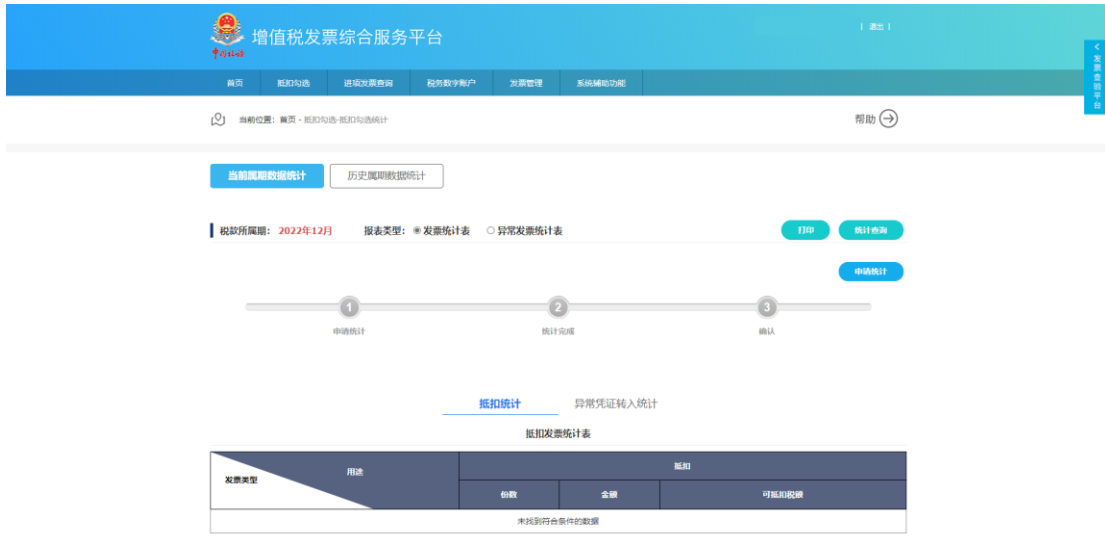 增值税发票综合服务平台
中国税务
| 退出 |
< 发票查验平台
首页 抵扣勾选 进项发票查询 税务数字账户 发票管理 系统辅助功能
当前位置：首页 - 抵扣勾选-抵扣勾选统计
帮助
当前属期数据统计 历史属期数据统计
税款所属期： 2022年12月 报表类型： 发票统计表 异常发票统计表 打印 统计查询
申请统计
1 2 3
申请统计 统计完成 确认
抵扣统计 异常凭证转入统计
抵扣发票统计表
发票类型 用途 抵扣
份数 金额 可抵扣税额
未找到符合条件的数据